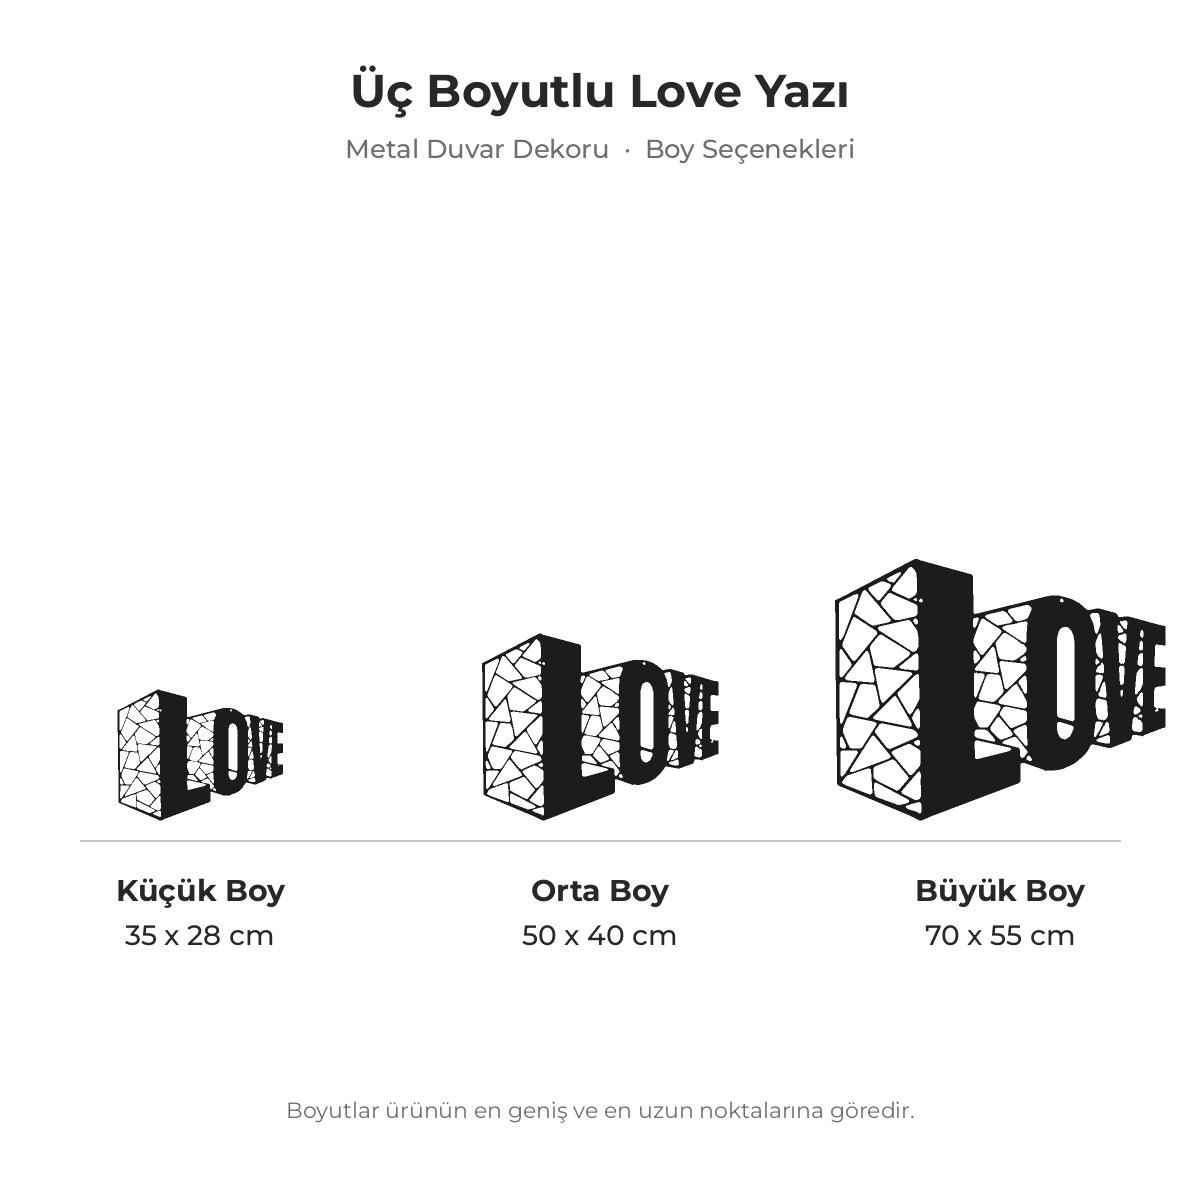 Üç Boyutlu Love Yazı
Metal Duvar Dekoru · Boy Seçenekleri
LOVE
LOVE
LOVE
Küçük Boy
Orta Boy
Büyük Boy
35 x 28 cm
50 x 40 cm
70 x 55 cm
Boyutlar ürünün en geniş ve en uzun noktalarına göredir.